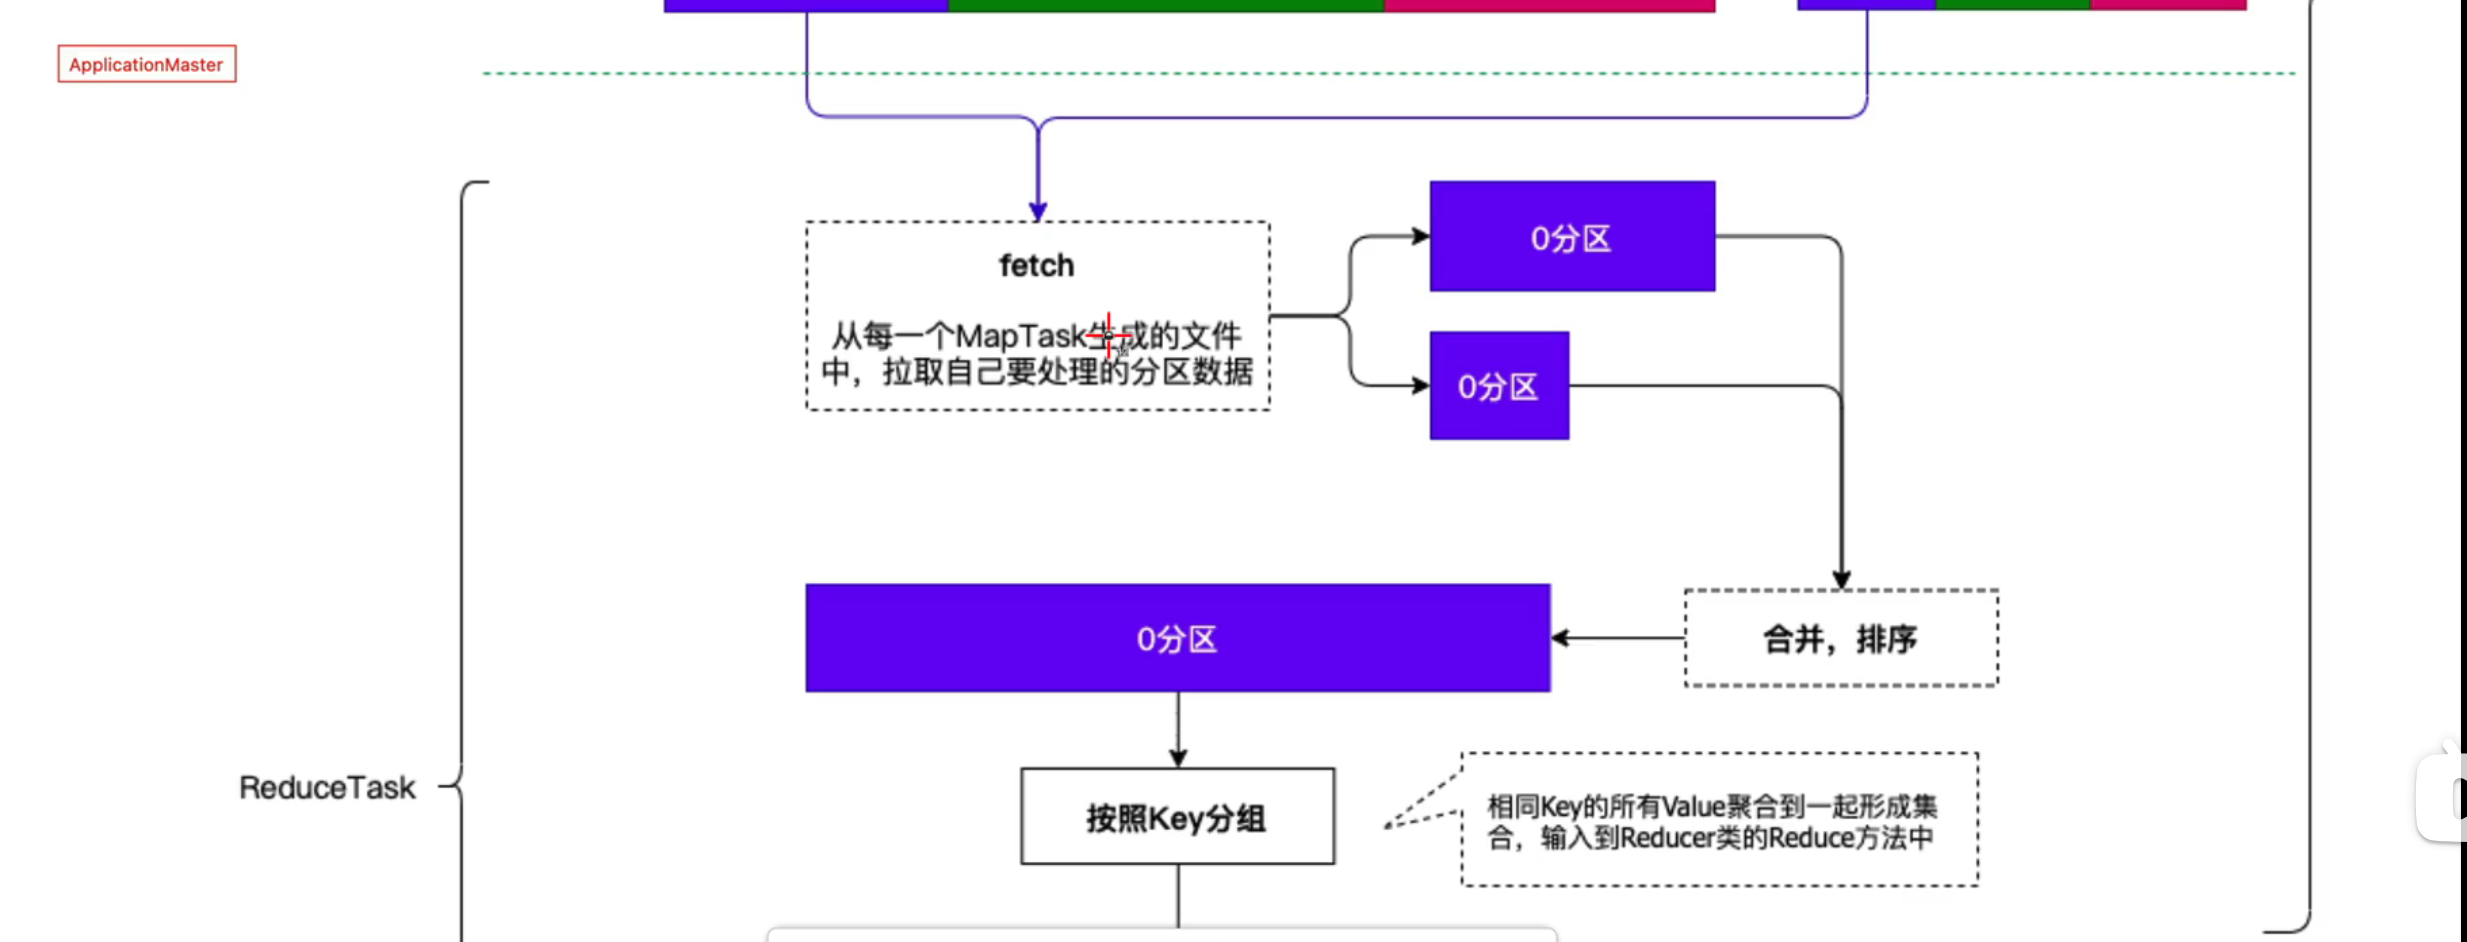 ApplicationMaster
fetch
从每一个MapTask生成的文件
中，拉取自己要处理的分区数据
0分区
0分区
0分区
合并，排序
ReduceTask
按照Key分组
相同Key的所有Value聚合到一起形成集
合，输入到Reducer类的Reduce方法中